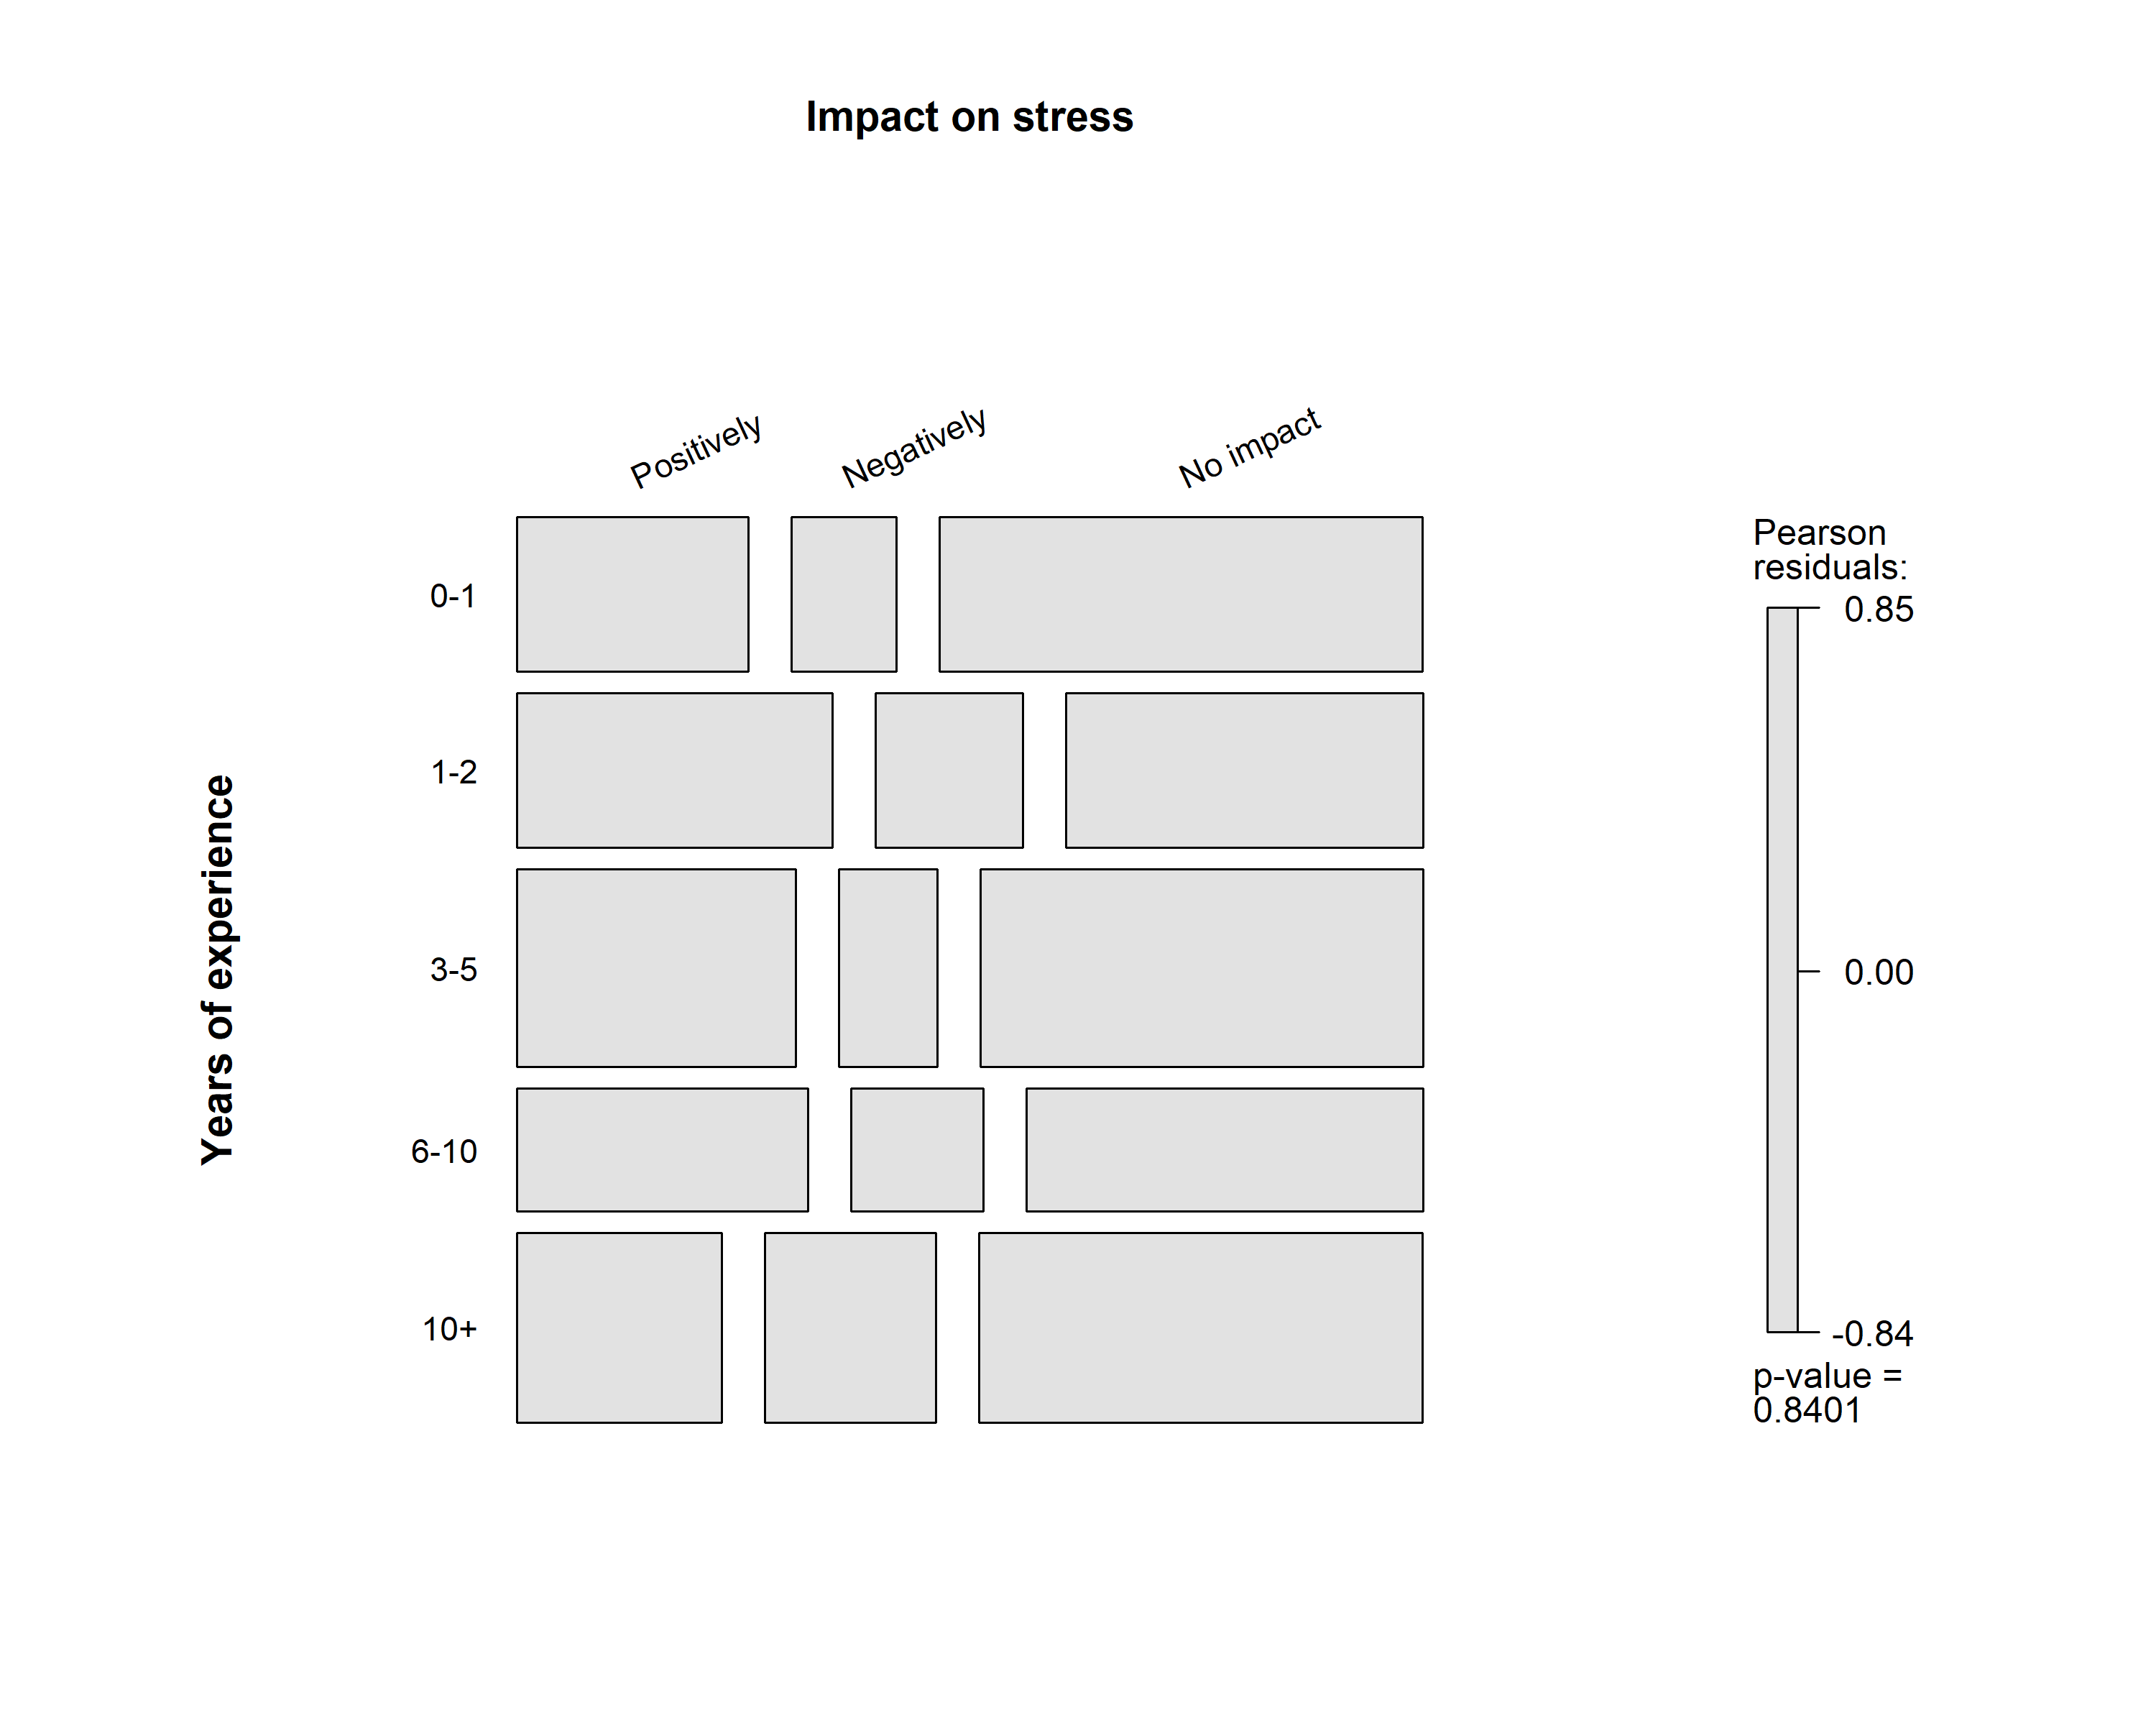 Impact on stress
Positively
Negatively
No impact
Years of experience
0-1
1-2
3-5
6-10
10+
Pearson
residuals:
0.85
0.00
-0.84
p-value =
0.8401